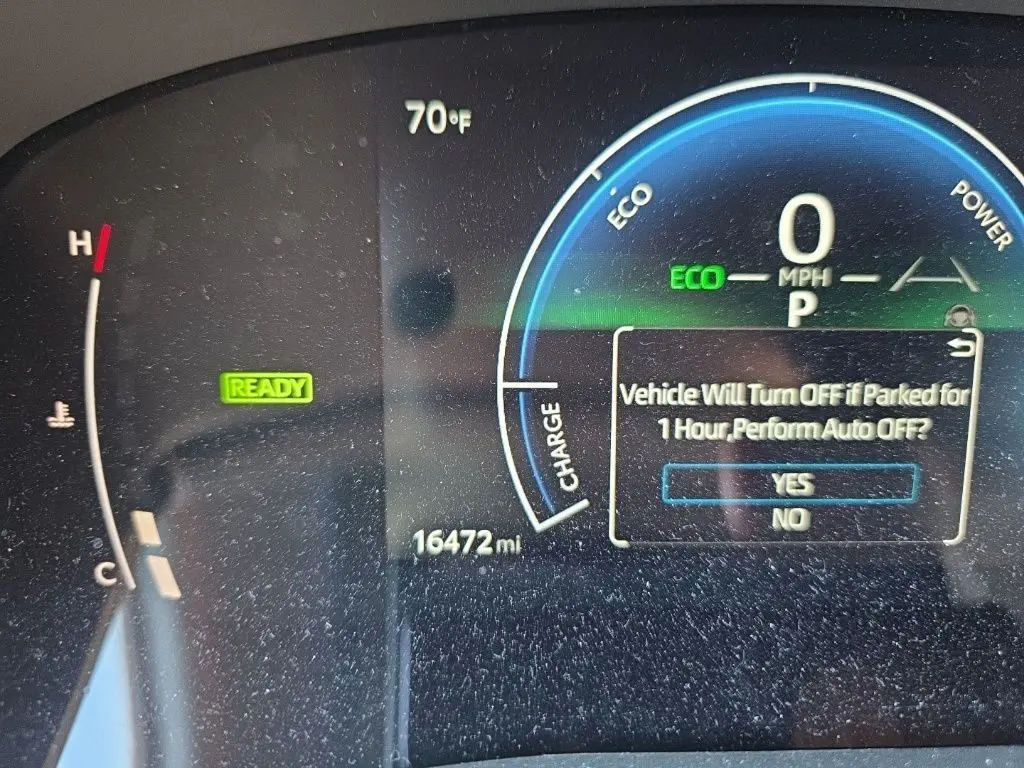 70°F
ECO
POWER
0
ECO
MPH
P
H
READY
Vehicle Will Turn OFF if Parked for
1 Hour,Perform Auto OFF?
CHARGE
YES
NO
16472 mi
C